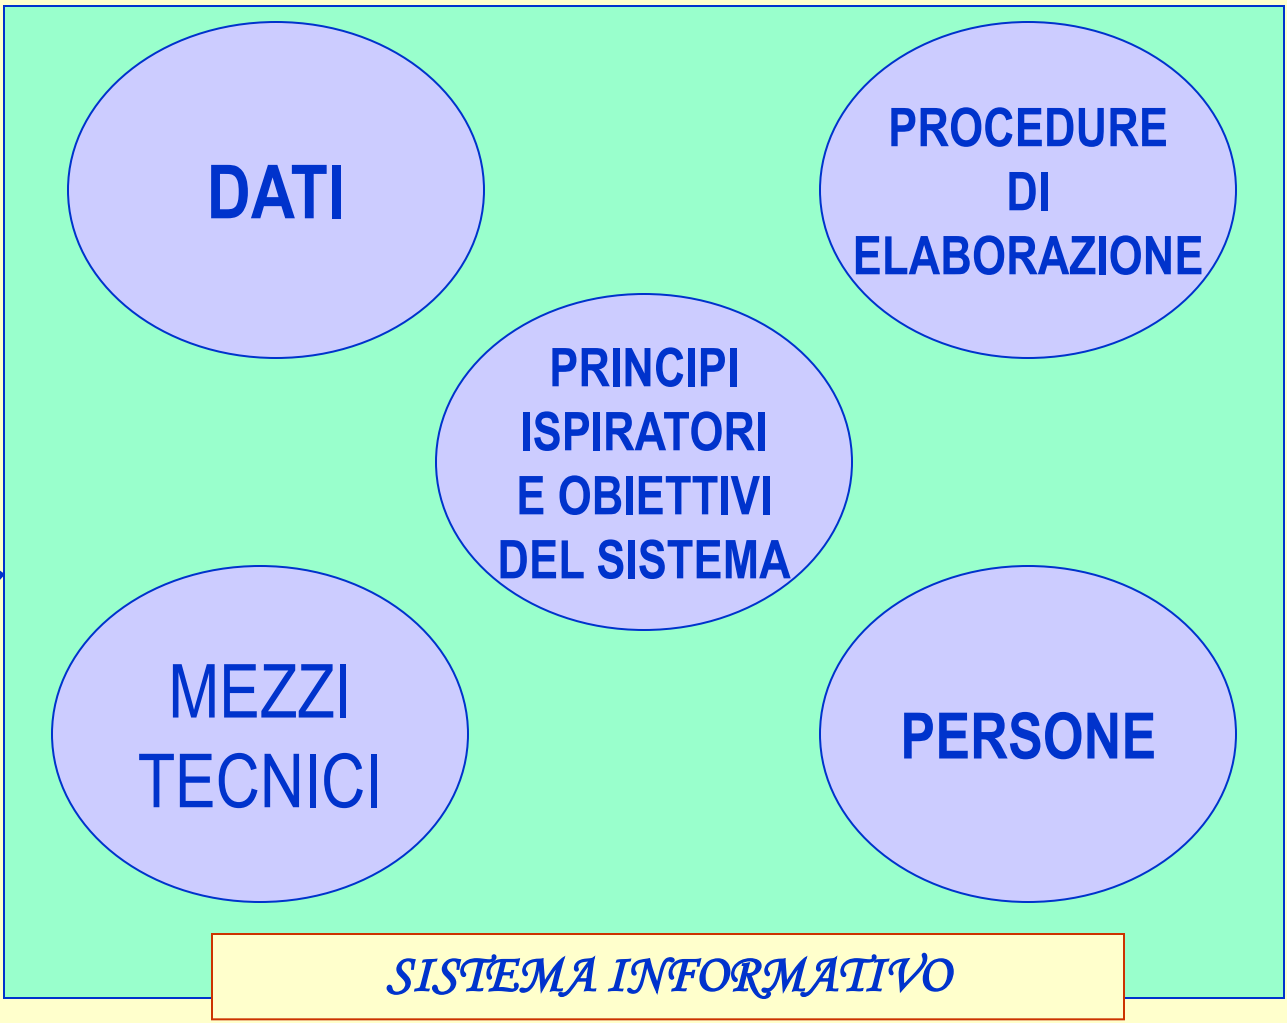 DATI
PROCEDURE
DI
ELABORAZIONE
PRINCIPI
ISPIRATORI
E OBIETTIVI
DEL SISTEMA
MEZZI
TECNICI
PERSONE
SISTEMA INFORMATIVO